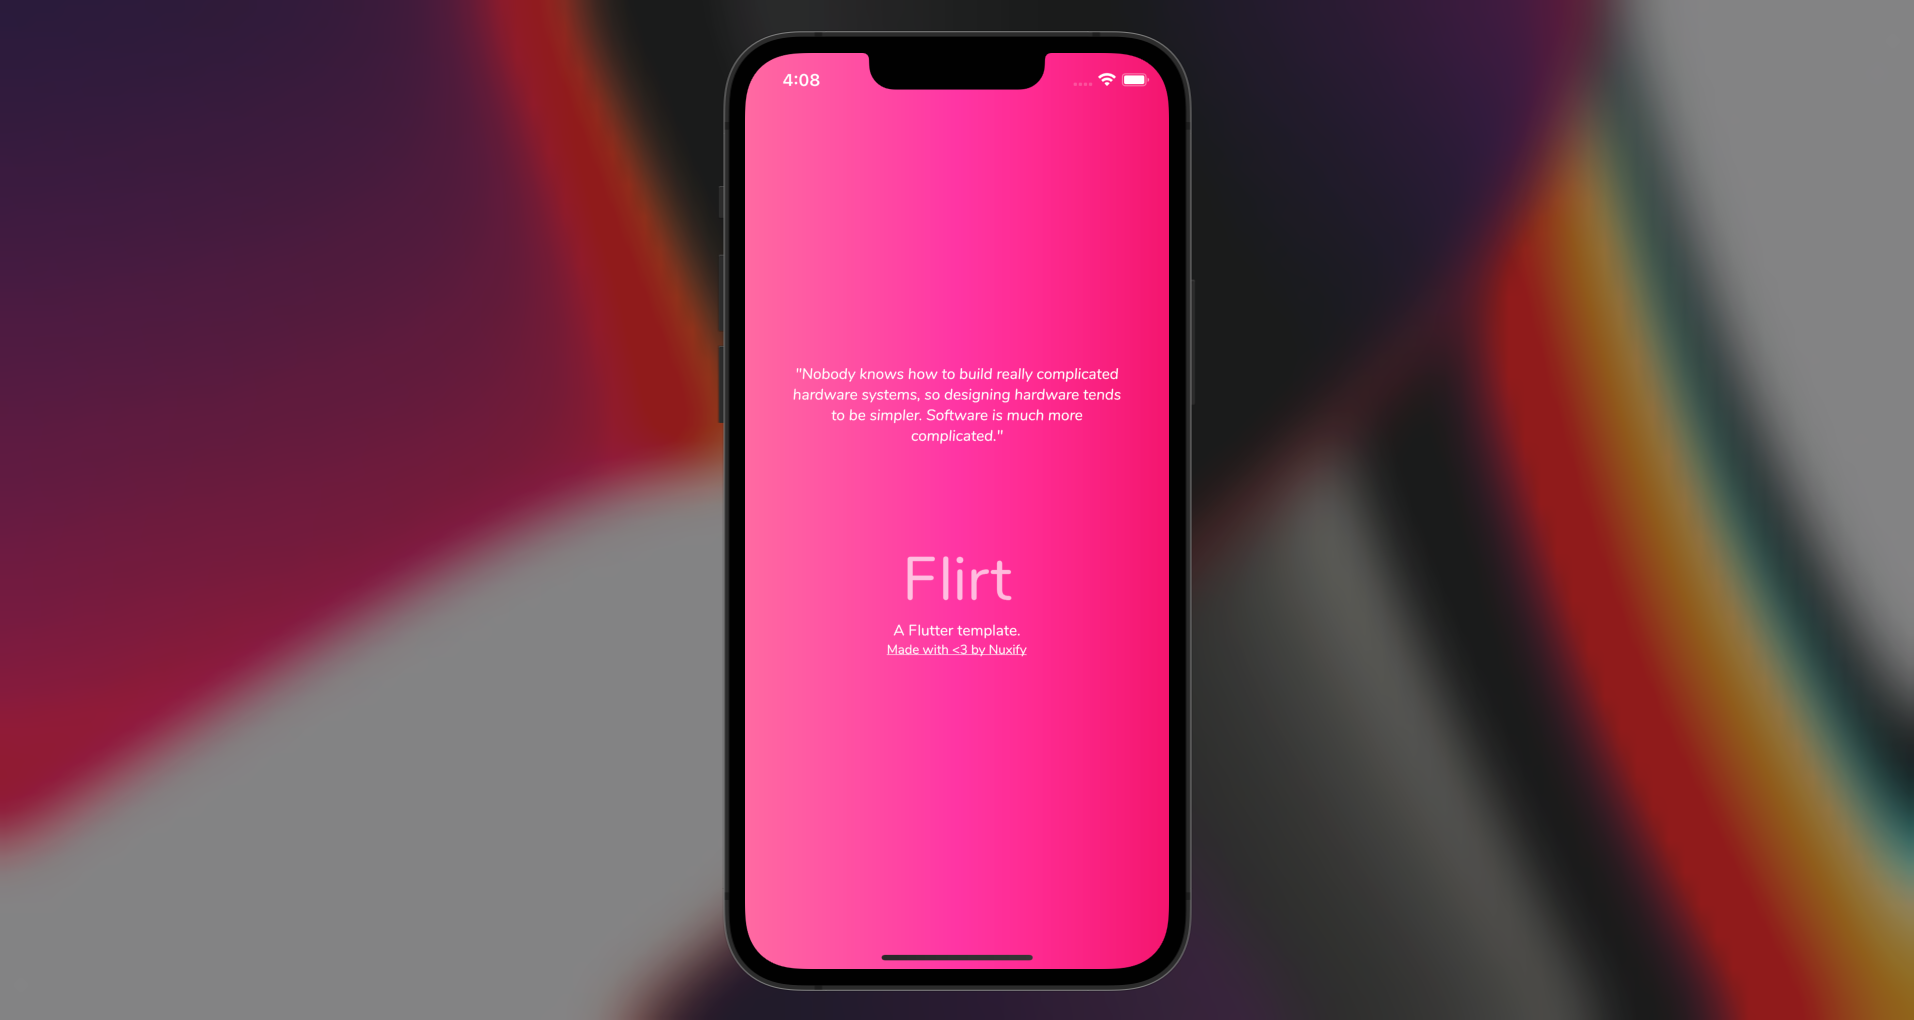 4:08
"Nobody knows how to build really complicated
hardware systems, so designing hardware tends
to be simpler. Software is much more
complicated."
Flirt
A Flutter template.
Made with <3 by Nuxify